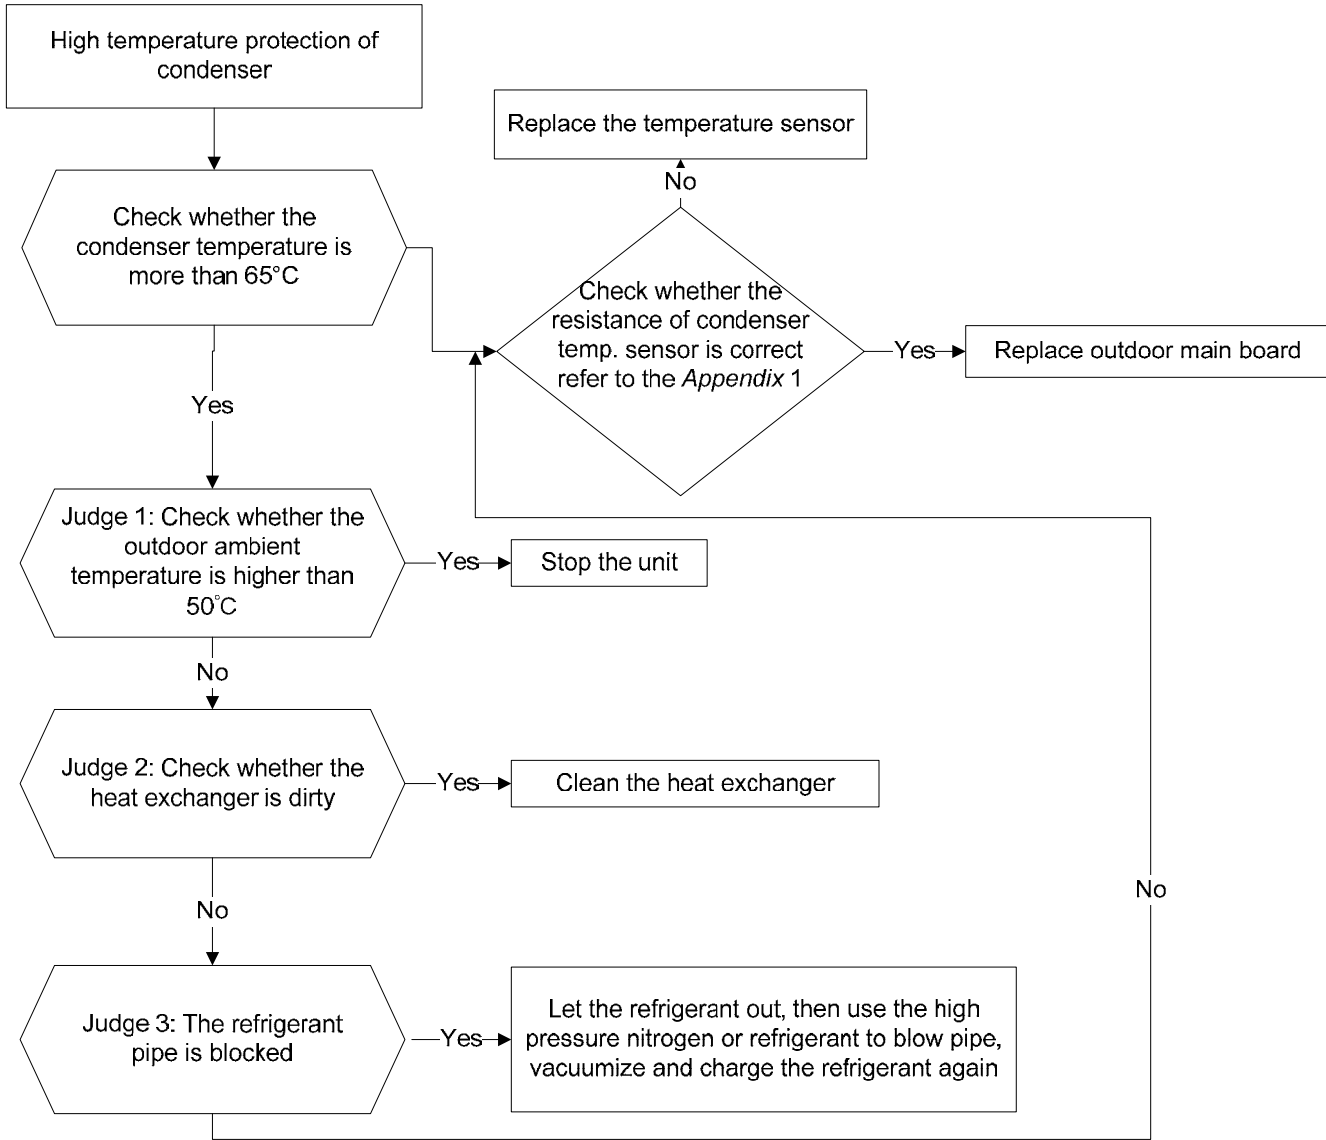 High temperature protection of
condenser
Replace the temperature sensor
No
Check whether the
condenser temperature is
more than 65°C
Check whether the
resistance of condenser
temp. sensor is correct
refer to the Appendix 1
Yes
Replace outdoor main board
Yes
Judge 1: Check whether the
outdoor ambient
temperature is higher than
50°C
Yes
Stop the unit
No
Judge 2: Check whether the
heat exchanger is dirty
Yes
Clean the heat exchanger
No
No
Judge 3: The refrigerant
pipe is blocked
Yes
Let the refrigerant out, then use the high
pressure nitrogen or refrigerant to blow pipe,
vacuumize and charge the refrigerant again